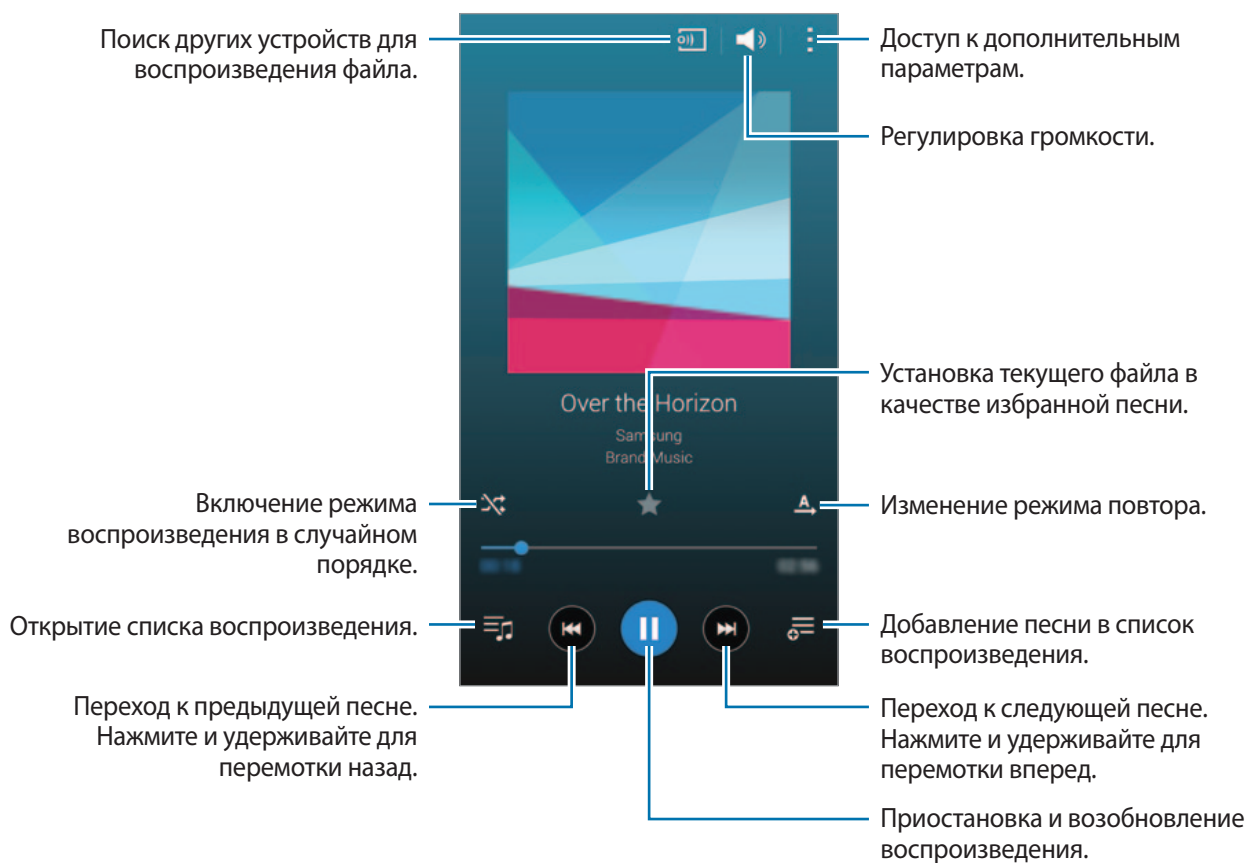 Поиск других устройств для
воспроизведения файла.
Доступ к дополнительным
параметрам.
Регулировка громкости.
Установка текущего файла в
качестве избранной песни.
Over the Horizon
Samsung
Brand Music
Включение режима
воспроизведения в случайном
порядке.
A
Изменение режима повтора.
Открытие списка воспроизведения.
Добавление песни в список
воспроизведения.
Переход к предыдущей песне.
Нажмите и удерживайте для
перемотки назад.
Переход к следующей песне.
Нажмите и удерживайте для
перемотки вперед.
Приостановка и возобновление
воспроизведения.